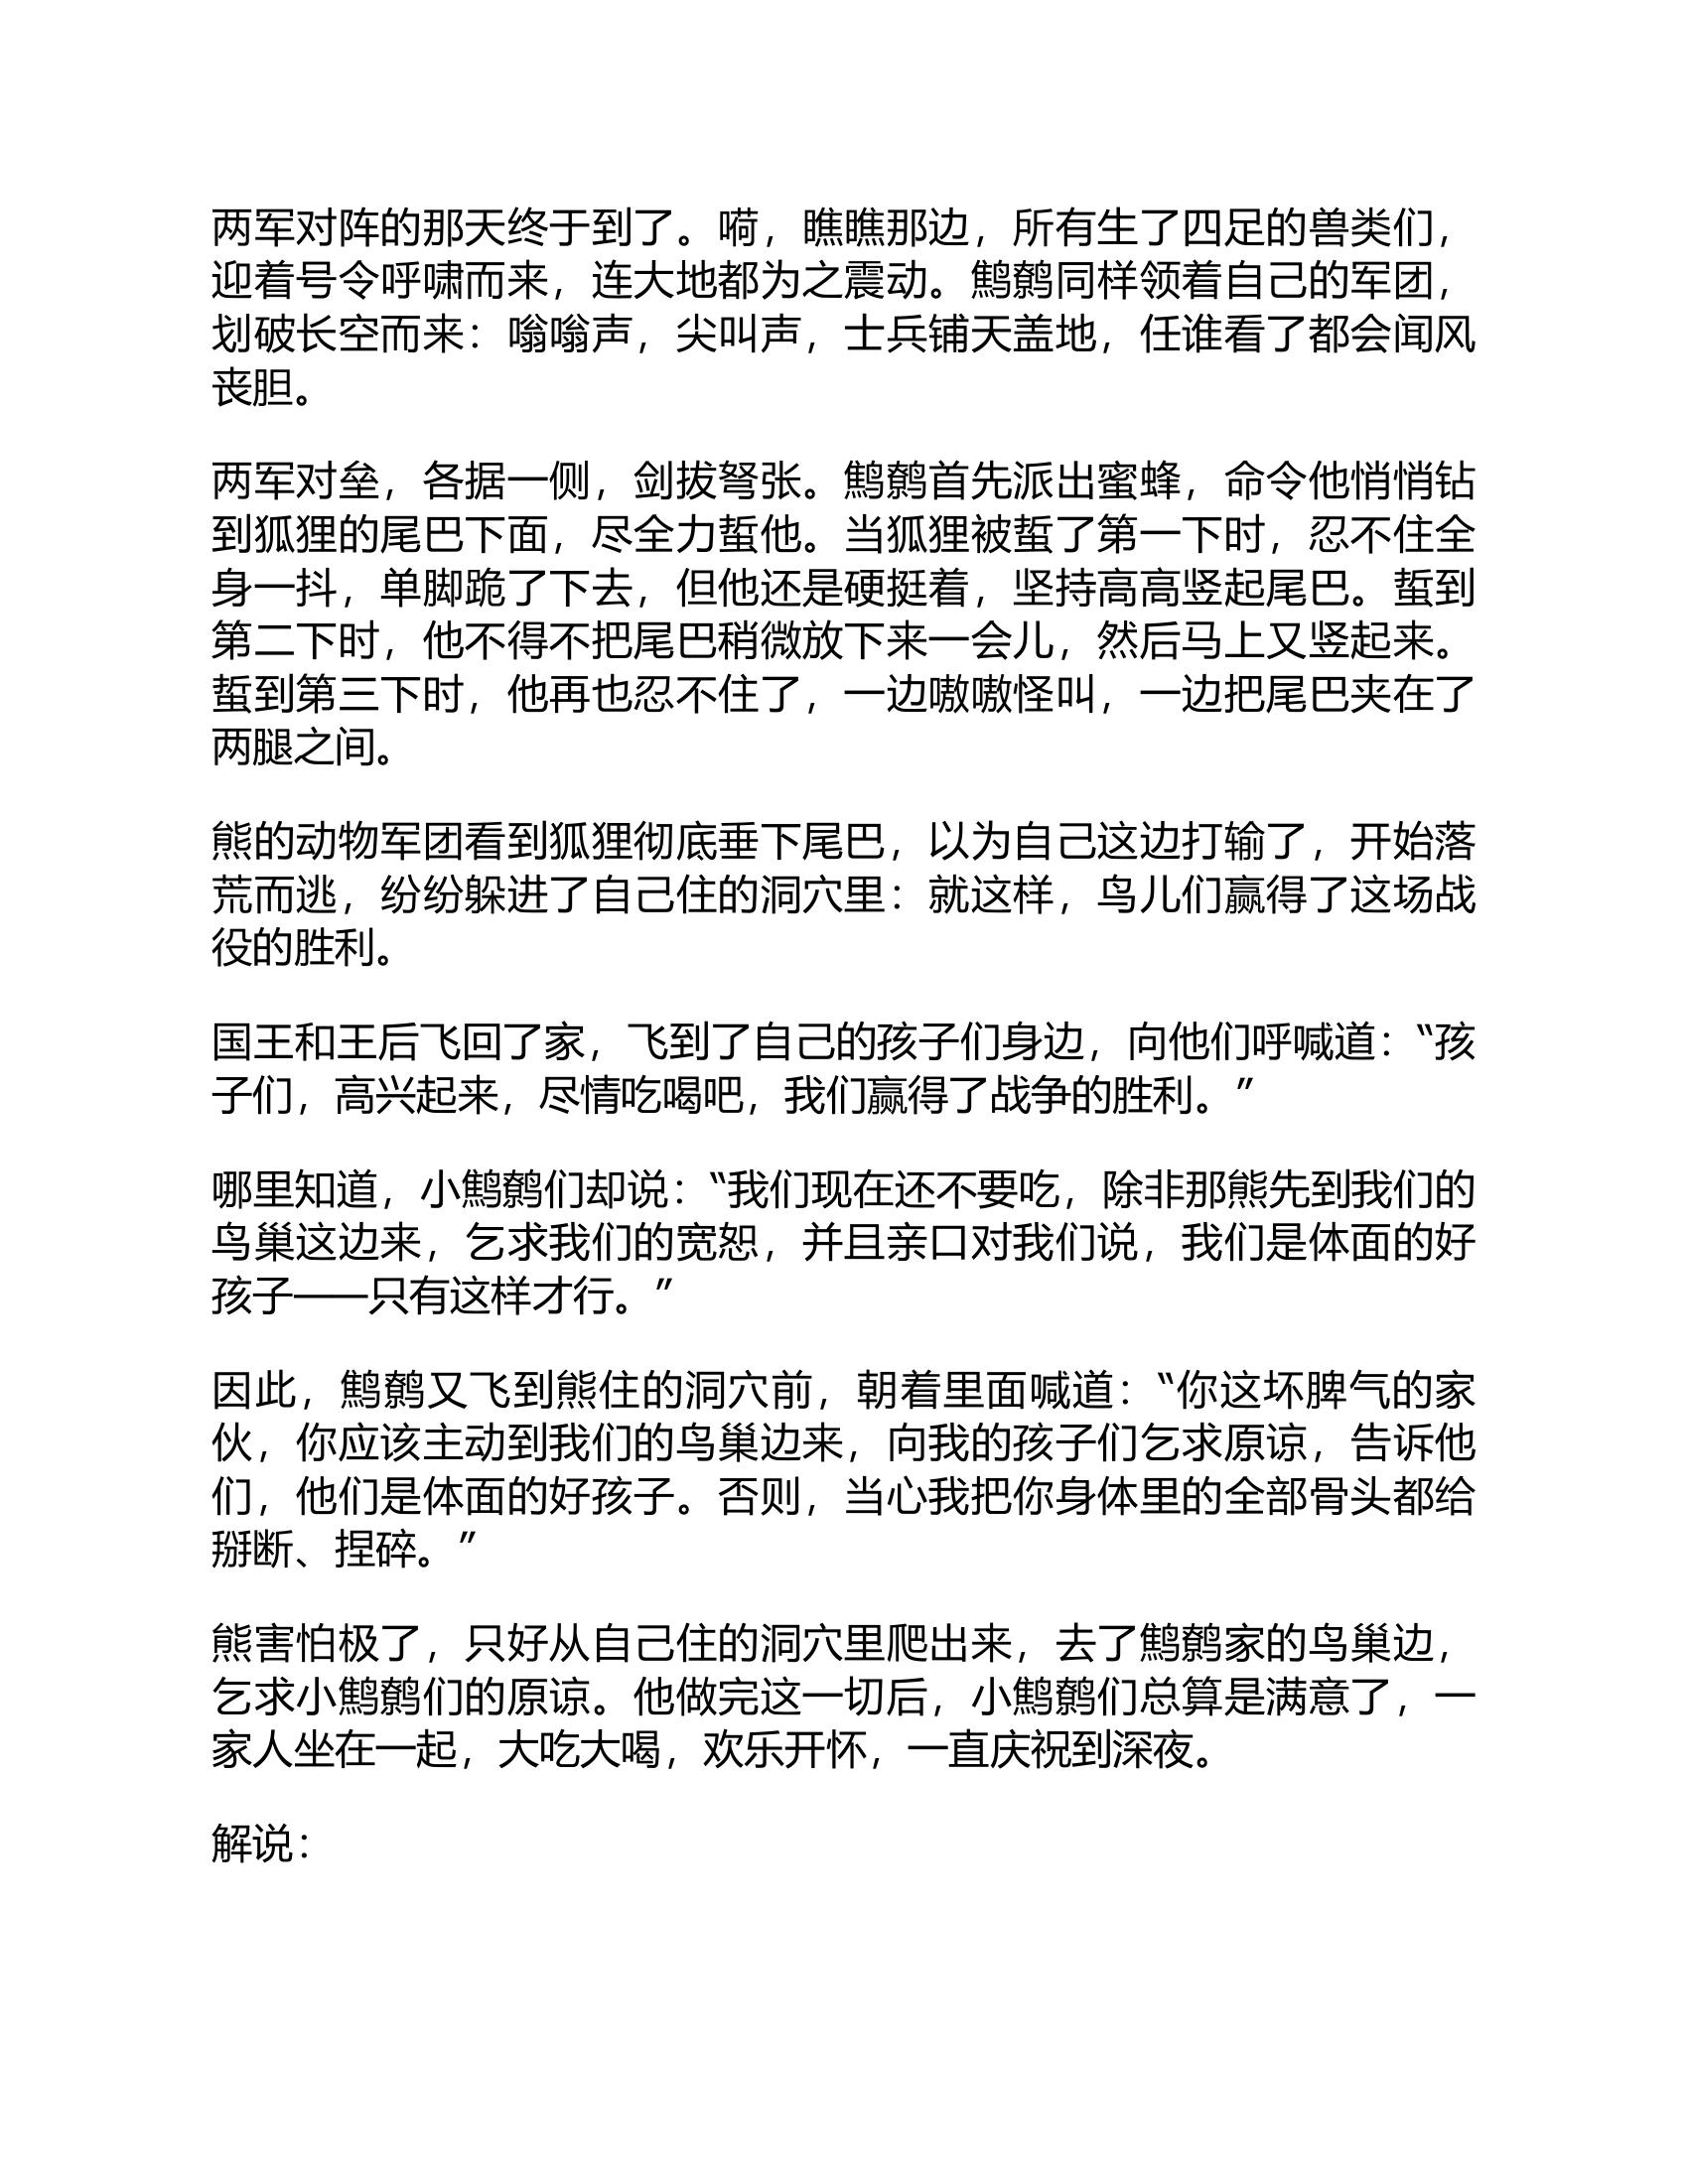 两军对阵的那天终于到了。嗬，瞧瞧那边，所有生了四足的兽类们，
迎着号令呼啸而来，连大地都为之震动。鹪鹩同样领着自己的军团，
划破长空而来：嗡嗡声，尖叫声，士兵铺天盖地，任谁看了都会闻风
丧胆。
两军对垒，各据一侧，剑拔弩张。鹪鹩首先派出蜜蜂，命令他悄悄钻
到狐狸的尾巴下面，尽全力蜇他。当狐狸被蜇了第一下时，忍不住全
身一抖，单脚跪了下去，但他还是硬挺着，坚持高高竖起尾巴。蜇到
第二下时，他不得不把尾巴稍微放下来一会儿，然后马上又竖起来。
蜇到第三下时，他再也忍不住了，一边嗷嗷怪叫，一边把尾巴夹在了
两腿之间。
熊的动物军团看到狐狸彻底垂下尾巴，以为自己这边打输了，开始落
荒而逃，纷纷躲进了自己住的洞穴里：就这样，鸟儿们赢得了这场战
役的胜利。
国王和王后飞回了家，飞到了自己的孩子们身边，向他们呼喊道：“孩
子们，高兴起来，尽情吃喝吧，我们赢得了战争的胜利。”
哪里知道，小鹪鹩们却说：“我们现在还不要吃，除非那熊先到我们的
鸟巢这边来，乞求我们的宽恕，并且亲口对我们说，我们是体面的好
孩子——只有这样才行。”
因此，鹪鹩又飞到熊住的洞穴前，朝着里面喊道：“你这坏脾气的家
伙，你应该主动到我们的鸟巢边来，向我的孩子们乞求原谅，告诉他
们，他们是体面的好孩子。否则，当心我把你身体里的全部骨头都给
掰断、捏碎。”
熊害怕极了，只好从自己住的洞穴里爬出来，去了鹪鹩家的鸟巢边，
乞求小鹪鹩们的原谅。他做完这一切后，小鹪鹩们总算是满意了，一
家人坐在一起，大吃大喝，欢乐开怀，一直庆祝到深夜。
解说：